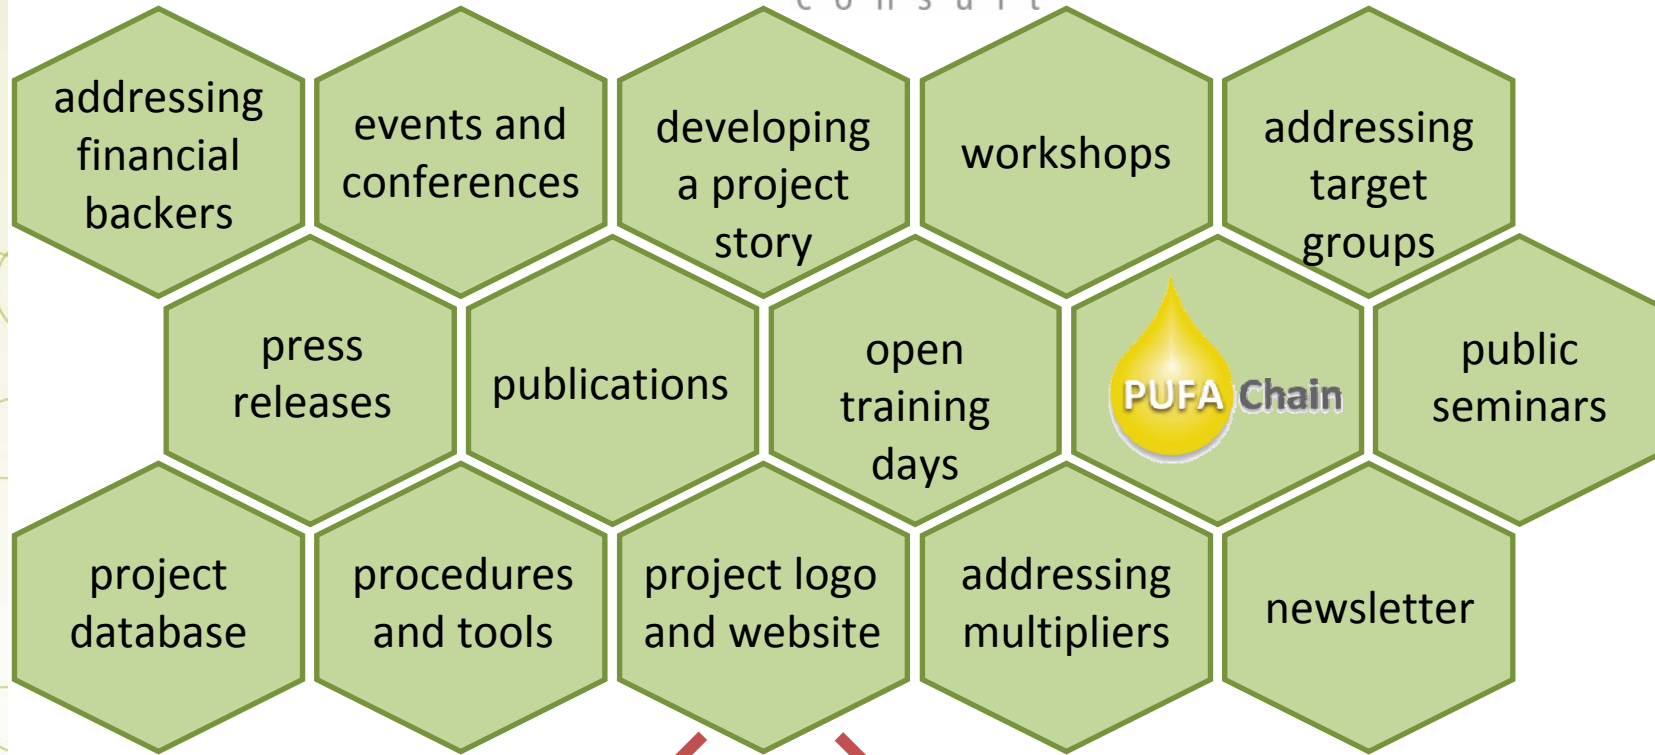 consult
addressing
financial
backers
events and
conferences
developing
a project
story
workshops
addressing
target
groups
press
releases
publications
open
training
days
PUFA Chain
public
seminars
project
database
procedures
and tools
project logo
and website
addressing
multipliers
newsletter